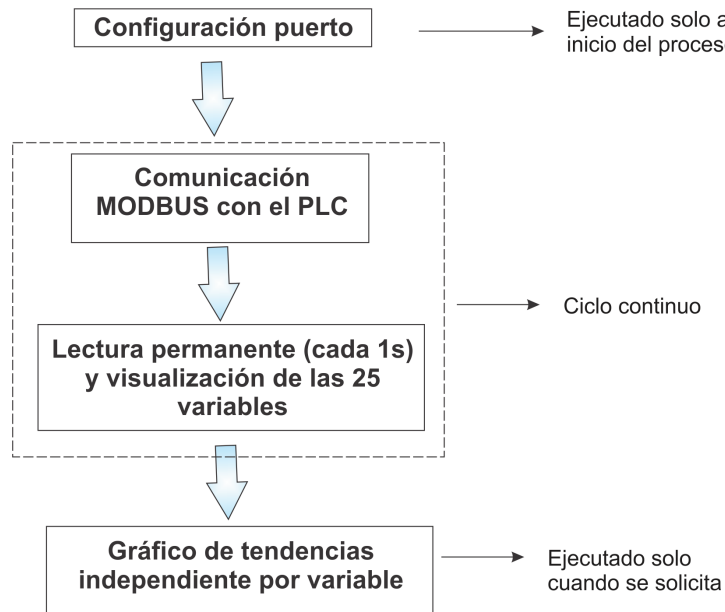 Configuración puerto
Ejecutado solo a
inicio del proces
Comunicación
MODBUS con el PLC
Ciclo continuo
Lectura permanente (cada 1s)
y visualización de las 25
variables
Gráfico de tendencias
independiente por variable
Ejecutado solo
cuando se solicita